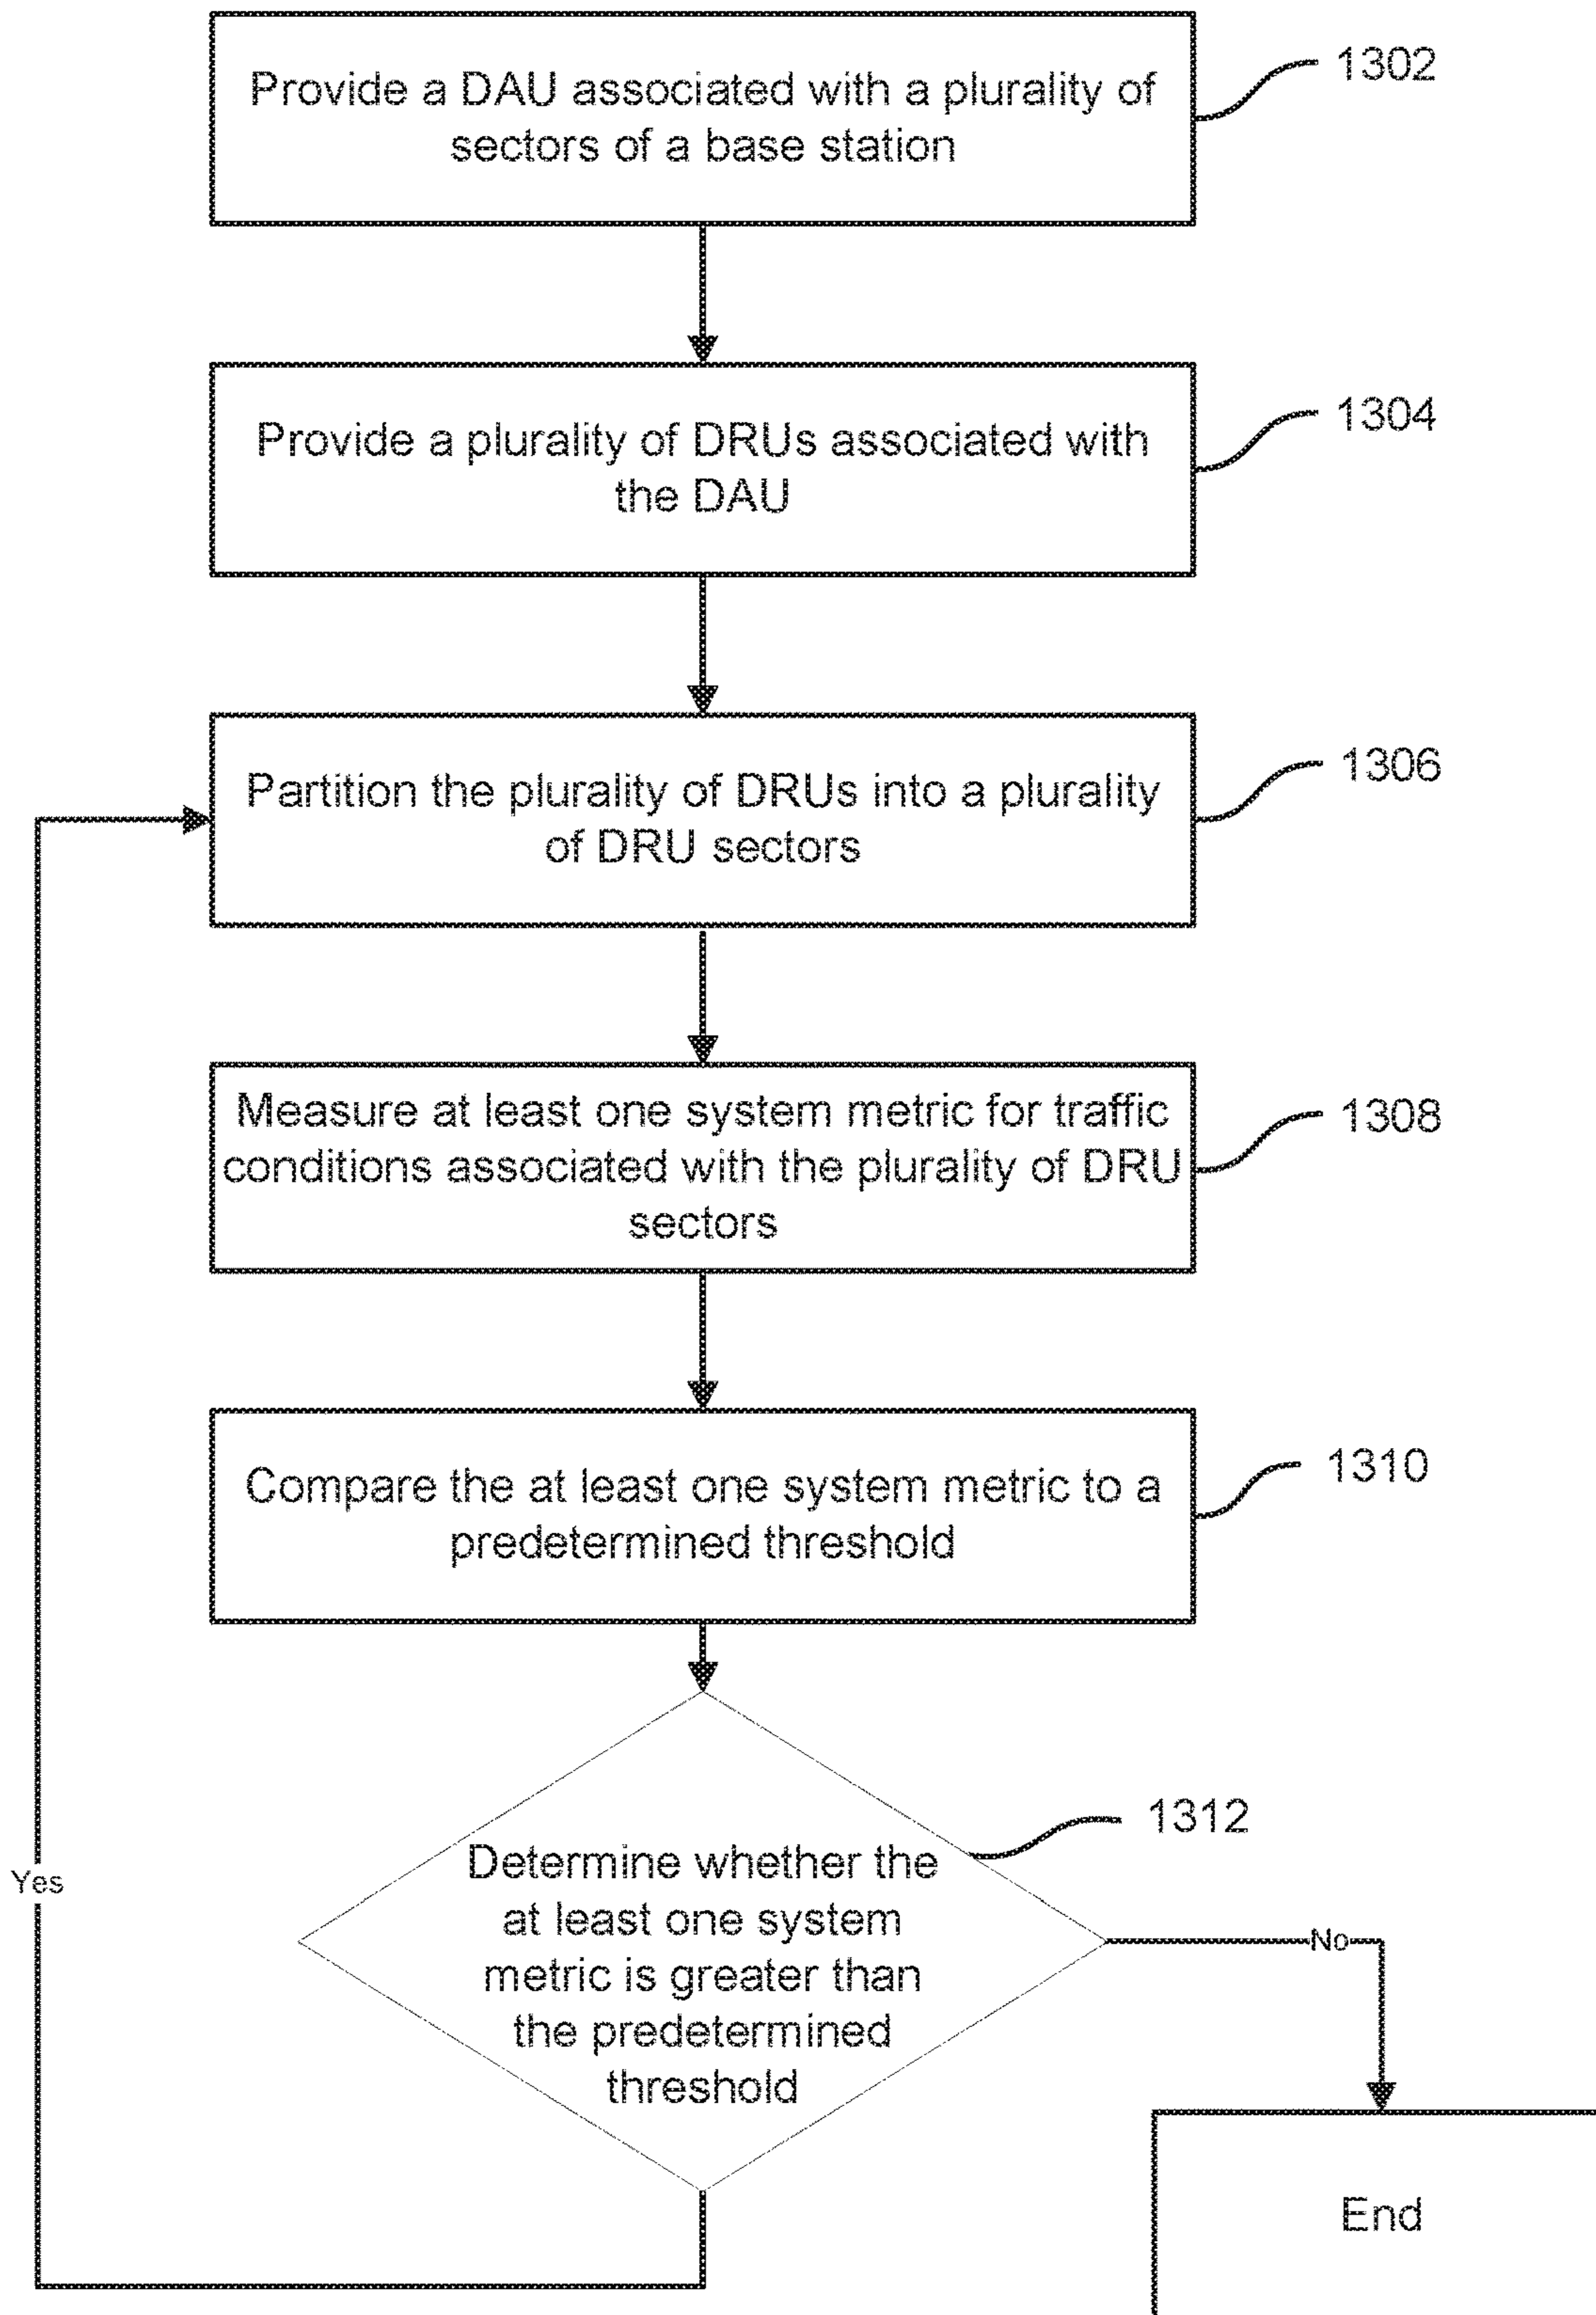 Provide a DAU associated with a plurality of
sectors of a base station
1302
Provide a plurality of DRUs associated with
the DAU
1304
Partition the plurality of DRUs into a plurality
of DRU sectors
1306
Measure at least one system metric for traffic
conditions associated with the plurality of DRU
sectors
1308
Compare the at least one system metric to a
predetermined threshold
1310
Determine whether the
at least one system
metric is greater than
the predetermined
threshold
1312
Yes
No
End